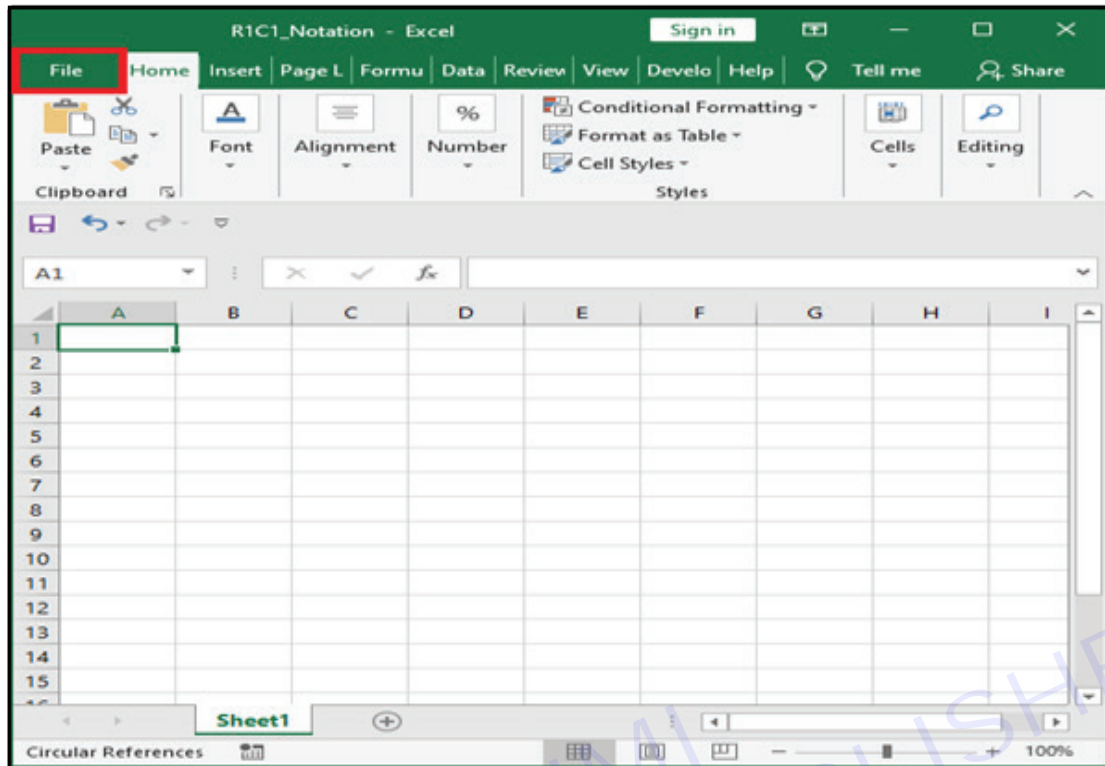 R1C1_Notation - Excel Sign in
File Home Insert Page L Formu Data Review View Develo Help Tell me Share
Paste Font Alignment Number Conditional Formatting Format as Table Cell Styles Cells Editing
Clipboard Styles
A1 fx
A B C D E F G H I
1
2
3
4
5
6
7
8
9
10
11
12
13
14
15
Sheet1
Circular References 100%